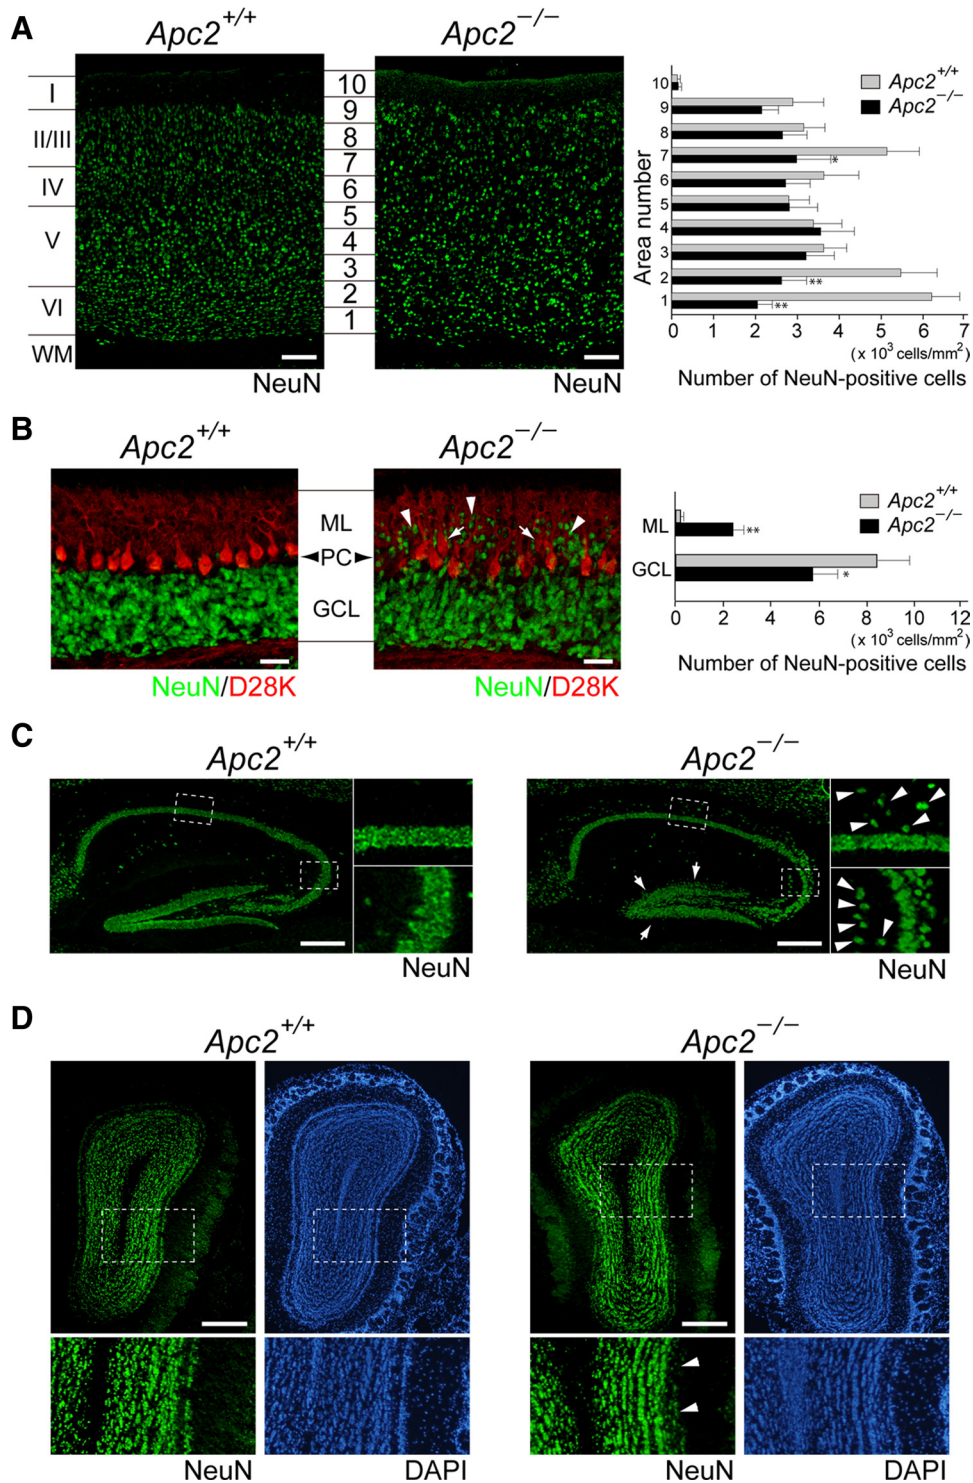 A
Apc2+/+
Apc2−/−
I
II/III
IV
V
VI
WM
10
9
8
7
6
5
4
3
2
1
NeuN
NeuN
Apc2+/+
Apc2−/−
Area number
10
9
8
7
6
5
4
3
2
1
*
**
**
0 1 2 3 4 5 6 7
(x 10³ cells/mm²)
Number of NeuN-positive cells
B
Apc2+/+
Apc2−/−
ML
PC
GCL
NeuN/D28K
NeuN/D28K
Apc2+/+
Apc2−/−
ML
GCL
**
*
0 2 4 6 8 10 12
(x 10³ cells/mm²)
Number of NeuN-positive cells
C
Apc2+/+
Apc2−/−
NeuN
NeuN
D
Apc2+/+
Apc2−/−
NeuN
DAPI
NeuN
DAPI